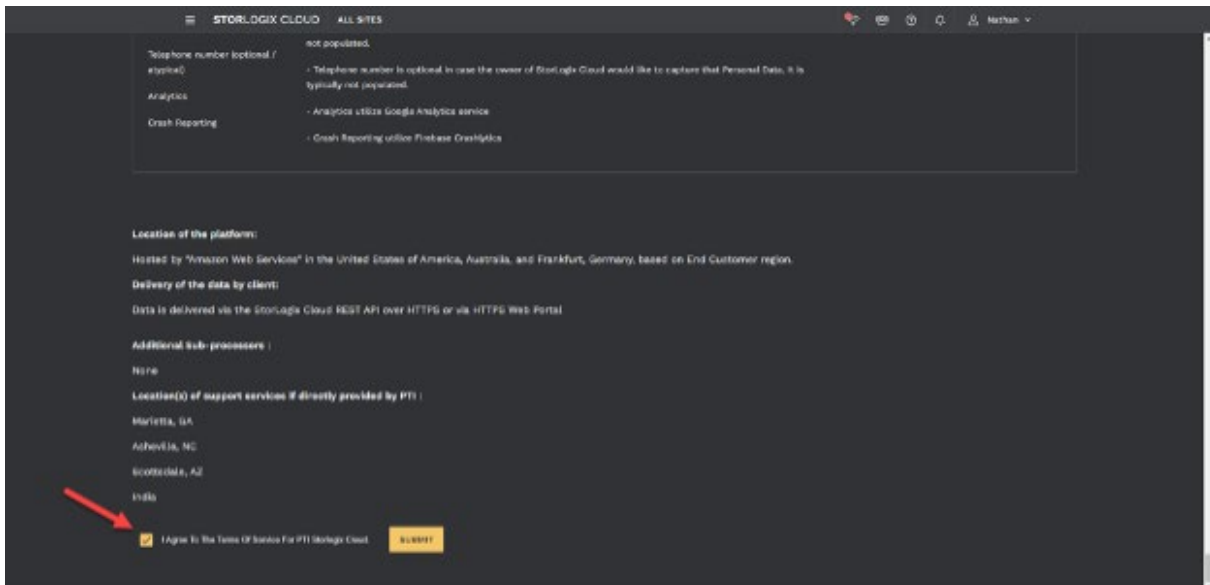 STORLOGIX CLOUD ALL SITES
Nathan
not populated.
Telephone number (optional /
atypical)
- Telephone number is optional in case the owner of StorLogix Cloud would like to capture that Personal Data, it is
typically not populated.
Analytics
- Analytics utilize Google Analytics service
Crash Reporting
- Crash Reporting utilize Firebase Crashlytics
Location of the platform:
Hosted by "Amazon Web Services" in the United States of America, Australia, and Frankfurt, Germany, based on End Customer region.
Delivery of the data by client:
Data is delivered via the StorLogix Cloud REST API over HTTPS or via HTTPS Web Portal
Additional Sub-processors :
None
Location(s) of support services if directly provided by PTI :
Marietta, GA
Asheville, NC
Scottsdale, AZ
India
I Agree To The Terms Of Service For PTI Storlogix Cloud.
SUBMIT